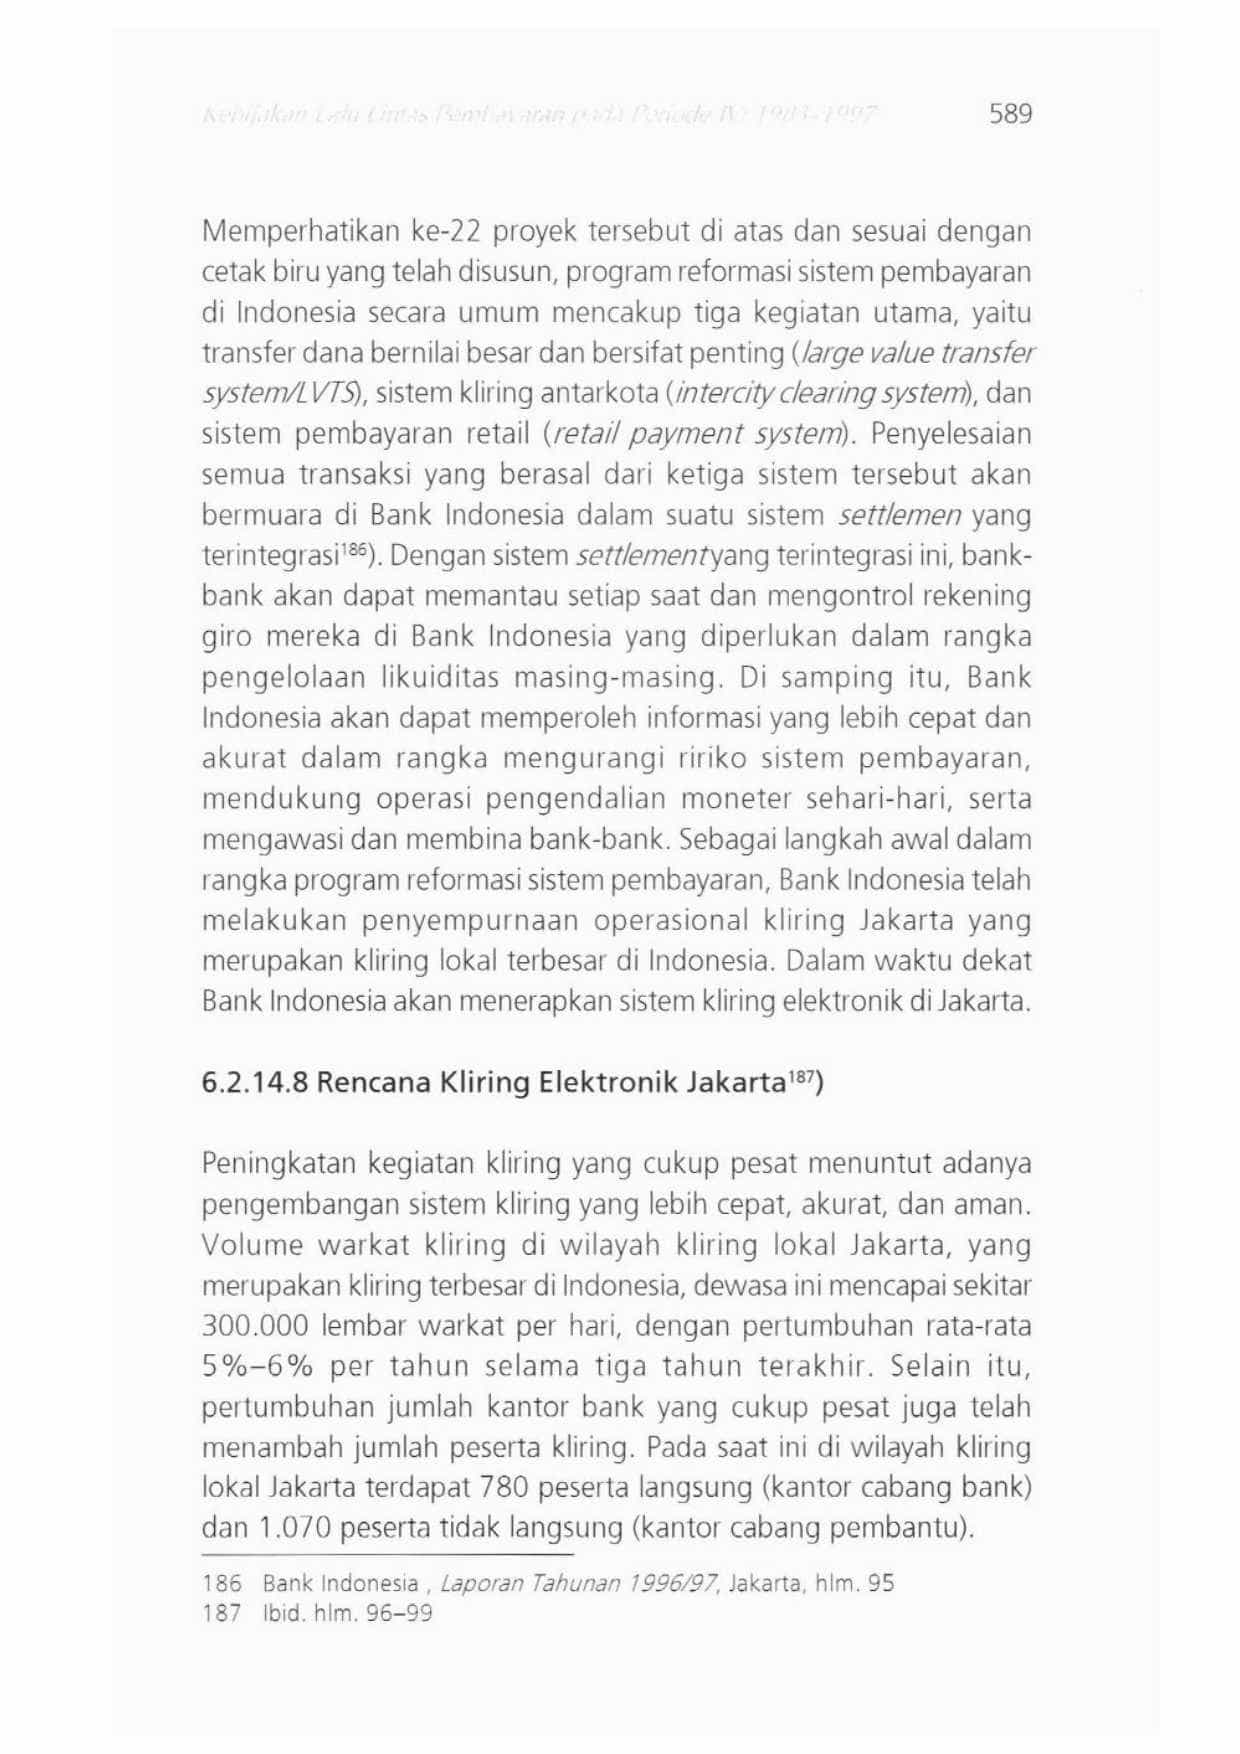 Kebijakan Lalu Lintas Pembayaran pada Periode IV: 1983–1997 589
Memperhatikan ke-22 proyek tersebut di atas dan sesuai dengan
cetak biru yang telah disusun, program reformasi sistem pembayaran
di Indonesia secara umum mencakup tiga kegiatan utama, yaitu
transfer dana bernilai besar dan bersifat penting (large value transfer
system/LVTS), sistem kliring antarkota (intercity clearing system), dan
sistem pembayaran retail (retail payment system). Penyelesaian
semua transaksi yang berasal dari ketiga sistem tersebut akan
bermuara di Bank Indonesia dalam suatu sistem settlemen yang
terintegrasi¹⁸⁶). Dengan sistem settlementyang terintegrasi ini, bank-
bank akan dapat memantau setiap saat dan mengontrol rekening
giro mereka di Bank Indonesia yang diperlukan dalam rangka
pengelolaan likuiditas masing-masing. Di samping itu, Bank
Indonesia akan dapat memperoleh informasi yang lebih cepat dan
akurat dalam rangka mengurangi ririko sistem pembayaran,
mendukung operasi pengendalian moneter sehari-hari, serta
mengawasi dan membina bank-bank. Sebagai langkah awal dalam
rangka program reformasi sistem pembayaran, Bank Indonesia telah
melakukan penyempurnaan operasional kliring Jakarta yang
merupakan kliring lokal terbesar di Indonesia. Dalam waktu dekat
Bank Indonesia akan menerapkan sistem kliring elektronik di Jakarta.
6.2.14.8 Rencana Kliring Elektronik Jakarta¹⁸⁷)
Peningkatan kegiatan kliring yang cukup pesat menuntut adanya
pengembangan sistem kliring yang lebih cepat, akurat, dan aman.
Volume warkat kliring di wilayah kliring lokal Jakarta, yang
merupakan kliring terbesar di Indonesia, dewasa ini mencapai sekitar
300.000 lembar warkat per hari, dengan pertumbuhan rata-rata
5%–6% per tahun selama tiga tahun terakhir. Selain itu,
pertumbuhan jumlah kantor bank yang cukup pesat juga telah
menambah jumlah peserta kliring. Pada saat ini di wilayah kliring
lokal Jakarta terdapat 780 peserta langsung (kantor cabang bank)
dan 1.070 peserta tidak langsung (kantor cabang pembantu).
186 Bank Indonesia , Laporan Tahunan 1996/97, Jakarta, hlm. 95
187 Ibid. hlm. 96–99